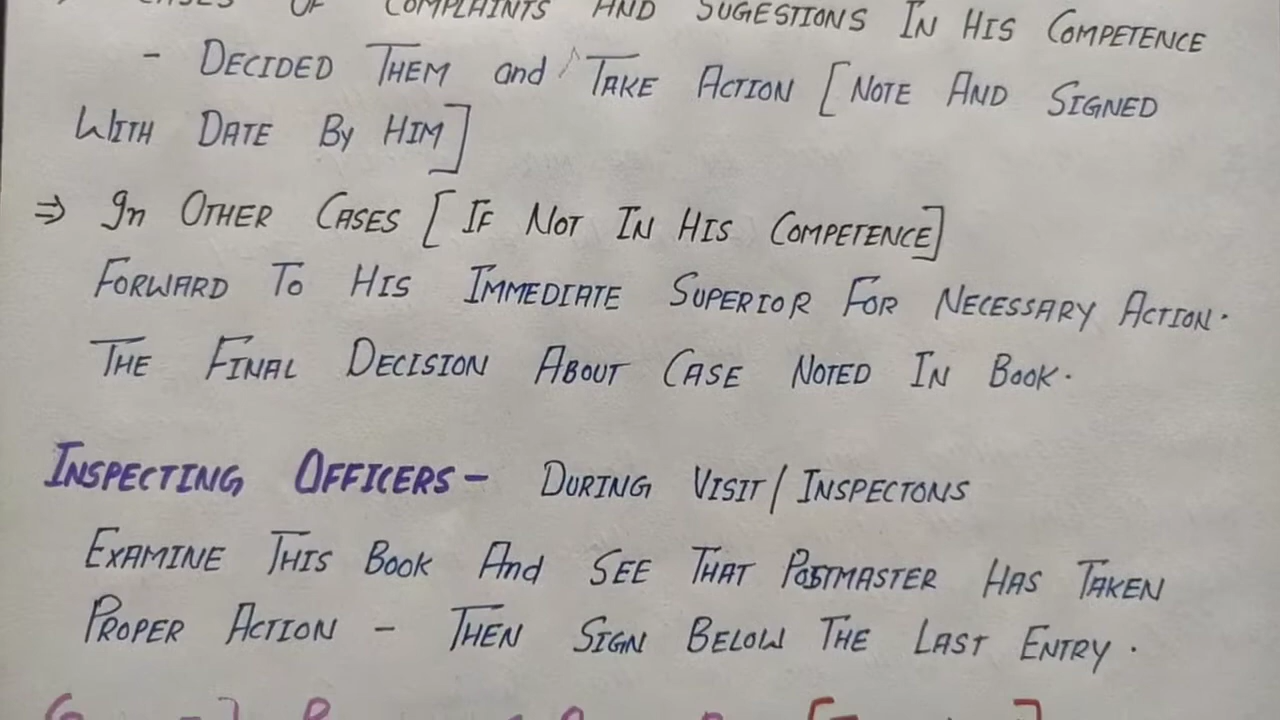 CASES OF COMPLAINTS AND SUGESTIONS IN HIS COMPETENCE
- DECIDED THEM and TAKE ACTION [NOTE AND SIGNED
WITH DATE BY HIM]
⇒ In OTHER CASES [IF NOT IN HIS COMPETENCE]
FORWARD TO HIS IMMEDIATE SUPERIOR FOR NECESSARY ACTION.
THE FINAL DECISION ABOUT CASE NOTED IN BOOK.
INSPECTING OFFICERS - DURING VISIT/INSPECTONS
EXAMINE THIS BOOK And SEE THAT POSTMASTER HAS TAKEN
PROPER ACTION - THEN SIGN BELOW THE LAST ENTRY.